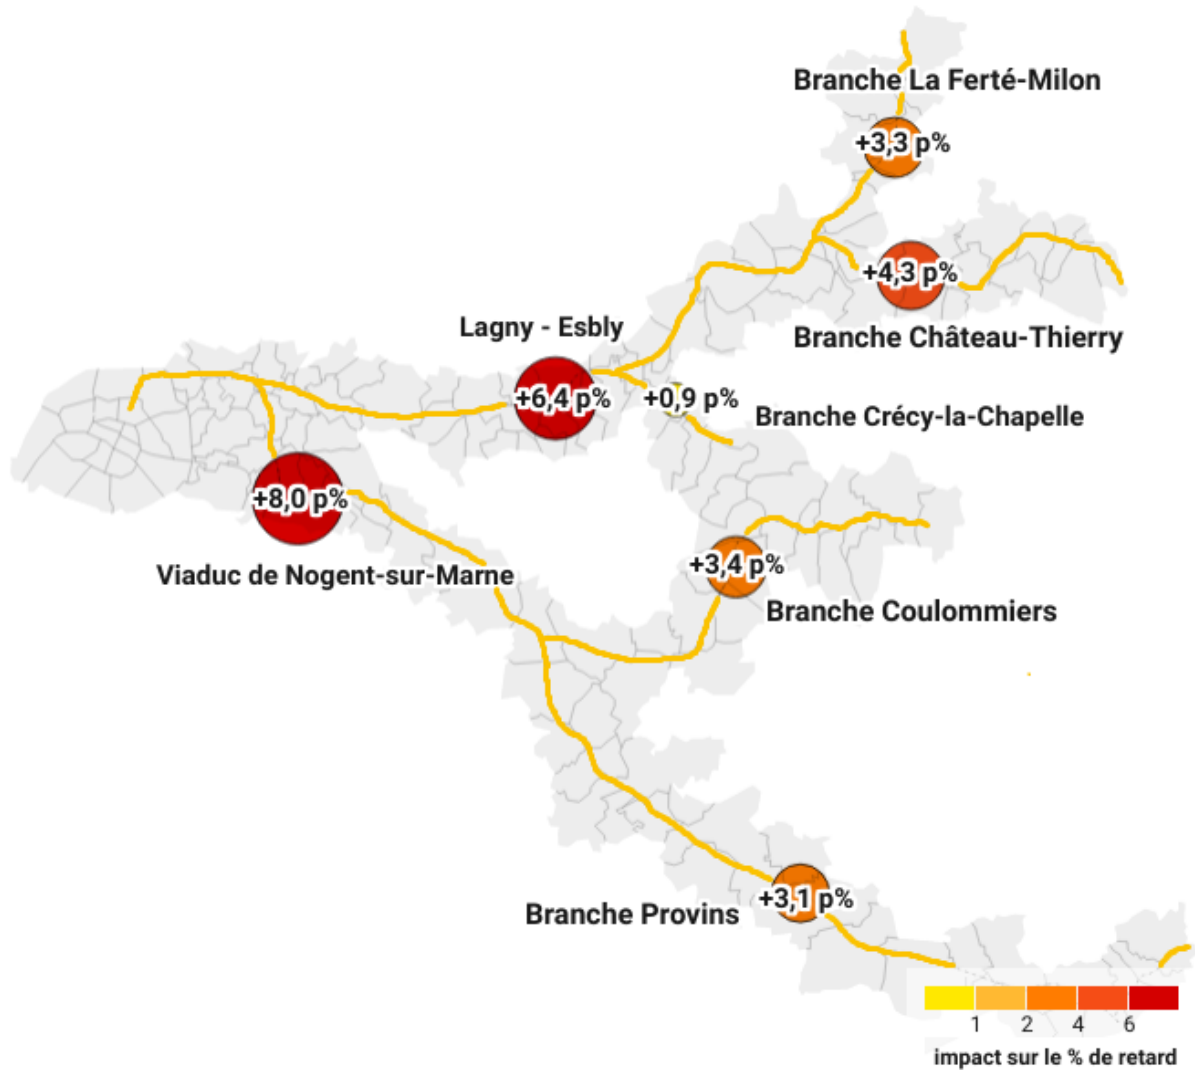 Branche La Ferté-Milon
+3,3 p%
+4,3 p%
Lagny - Esbly
Branche Château-Thierry
+6,4 p%
+0,9 p%
Branche Crécy-la-Chapelle
+8,0 p%
Viaduc de Nogent-sur-Marne
+3,4 p%
Branche Coulommiers
+3,1 p%
Branche Provins
1 2 4 6
impact sur le % de retard